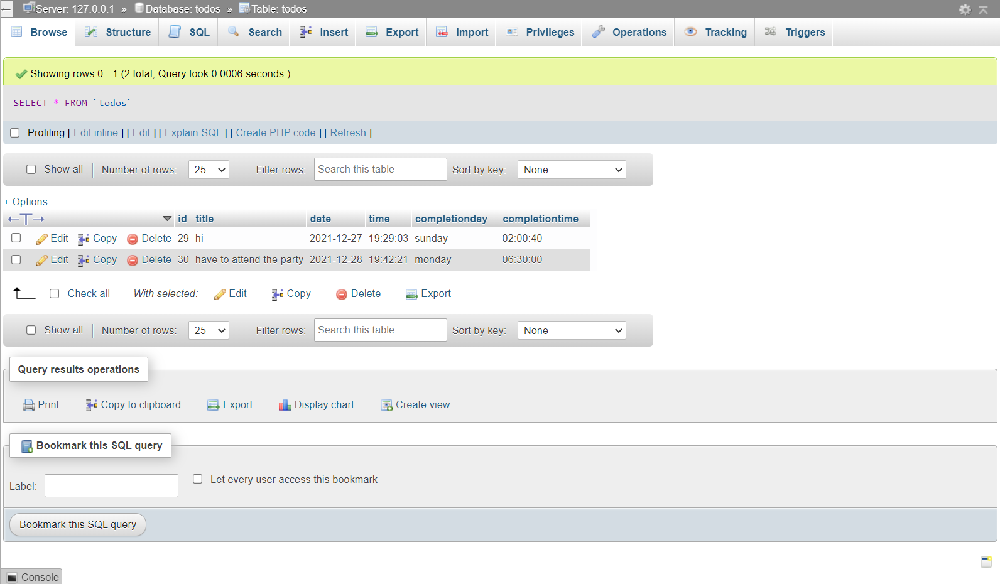 Server: 127.0.0.1 » Database: todos » Table: todos
Browse Structure SQL Search Insert Export Import Privileges Operations Tracking Triggers
Showing rows 0 - 1 (2 total, Query took 0.0006 seconds.)
SELECT * FROM `todos`
Profiling [ Edit inline ] [ Edit ] [ Explain SQL ] [ Create PHP code ] [ Refresh ]
Show all | Number of rows: 25 Filter rows: Search this table Sort by key: None
+ Options
←T→ id title date time completionday completiontime
Edit Copy Delete 29 hi 2021-12-27 19:29:03 sunday 02:00:40
Edit Copy Delete 30 have to attend the party 2021-12-28 19:42:21 monday 06:30:00
Check all With selected: Edit Copy Delete Export
Show all | Number of rows: 25 Filter rows: Search this table Sort by key: None
Query results operations
Print Copy to clipboard Export Display chart Create view
Bookmark this SQL query
Label: Let every user access this bookmark
Bookmark this SQL query
Console